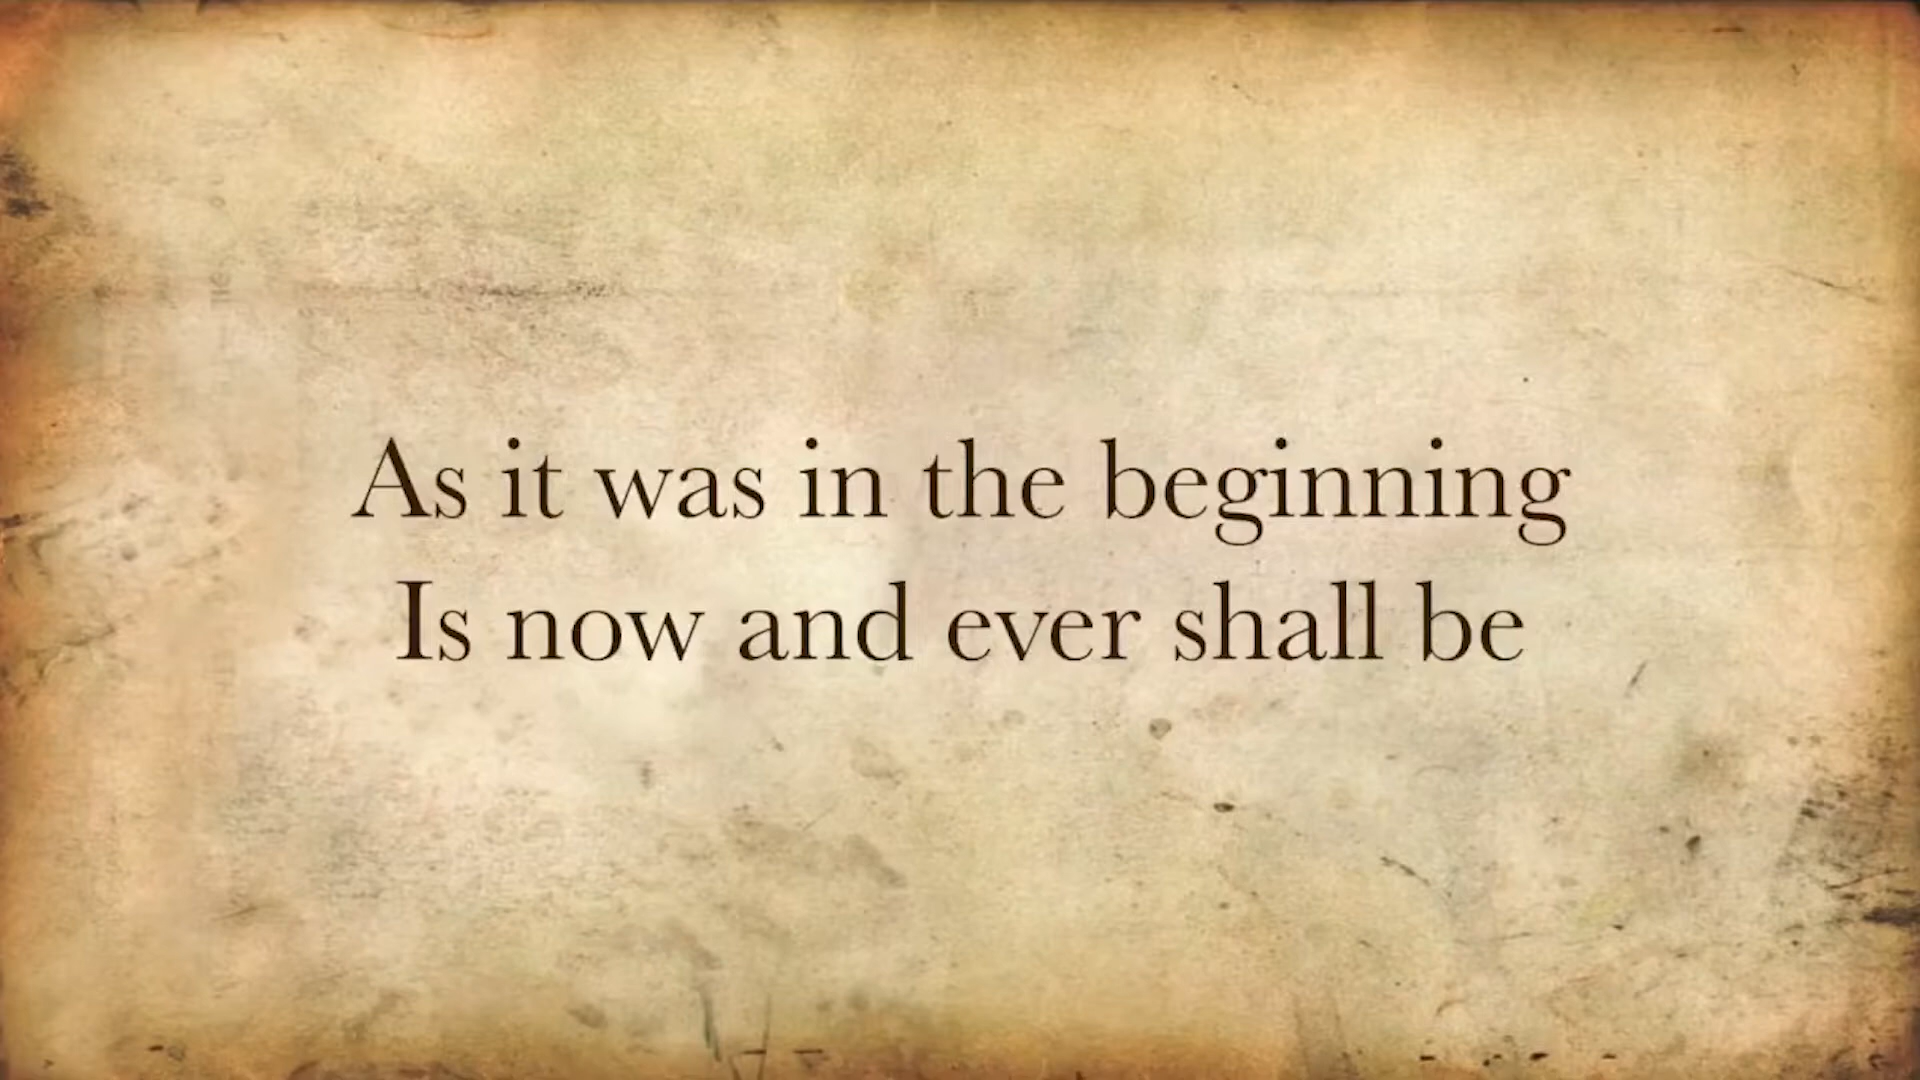 As it was in the beginning
Is now and ever shall be